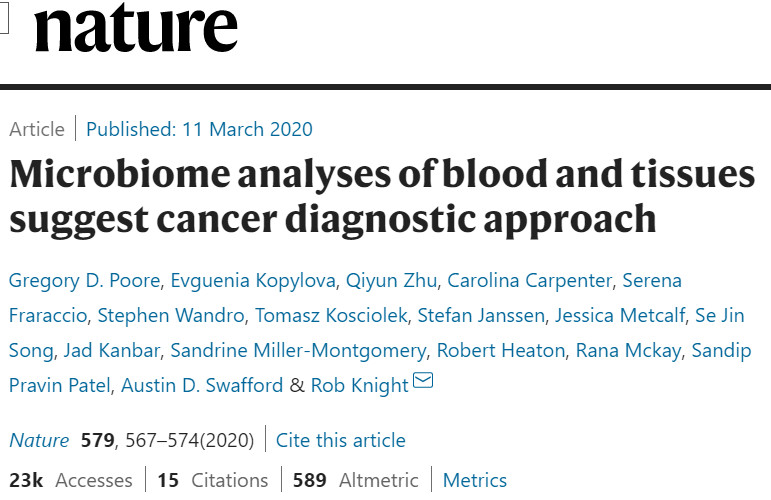 nature
Article | Published: 11 March 2020
Microbiome analyses of blood and tissues
suggest cancer diagnostic approach
Gregory D. Poore, Evguenia Kopylova, Qiyun Zhu, Carolina Carpenter, Serena
Fraraccio, Stephen Wandro, Tomasz Kosciolek, Stefan Janssen, Jessica Metcalf, Se Jin
Song, Jad Kanbar, Sandrine Miller-Montgomery, Robert Heaton, Rana Mckay, Sandip
Pravin Patel, Austin D. Swafford & Rob Knight
Nature 579, 567–574(2020) | Cite this article
23k Accesses | 15 Citations | 589 Altmetric | Metrics